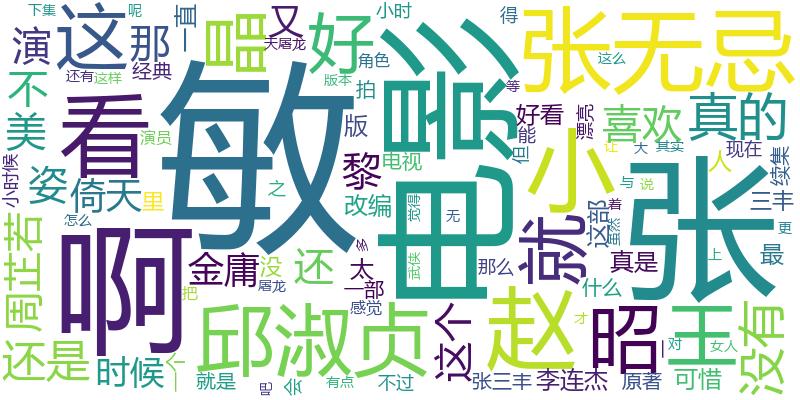 下集
呢
演
这
那
又
小时
得
张无忌
好
晶
一直
天屠龙
角色
这么
还有
这样
经典
版本
等
不
看
敏
电影
拍
好看
漂亮
喜欢
真的
美
演员
版
能
但
小
让
大
其实
现在
黎
电视
人
续集
小时候
姿
倚天
里
之
改编
觉得
无
与
说
三丰
周芷若
怎么
啊
多
就
这部
虽然
着
张
更
金庸
没
还
太
武侠
那么
真是
上
最
把
屠龙
一部
感觉
什么
邱淑贞
这个
赵
昭
才
王
对
女人
没有
还是
时候
一个
就是
吧
会
有点
不过
张三丰
李连杰
一
原著
可惜